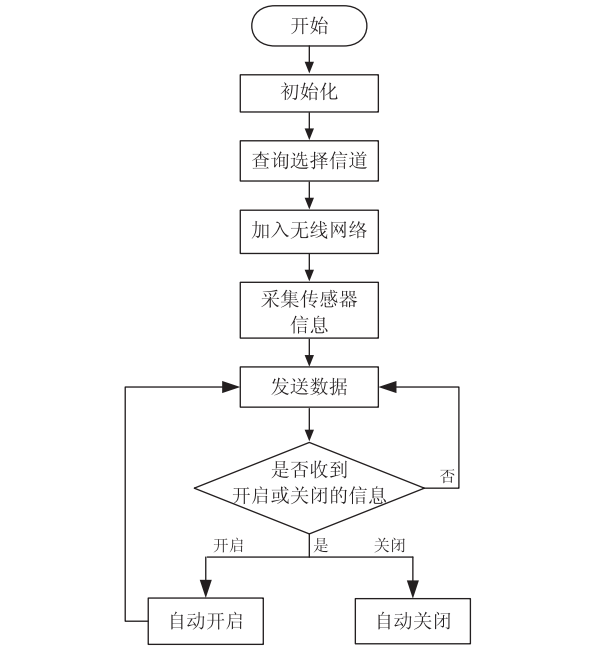 开始
初始化
查询选择信道
加入无线网络
采集传感器
信息
发送数据
是否收到
开启或关闭的信息
否
开启
是
关闭
自动开启
自动关闭